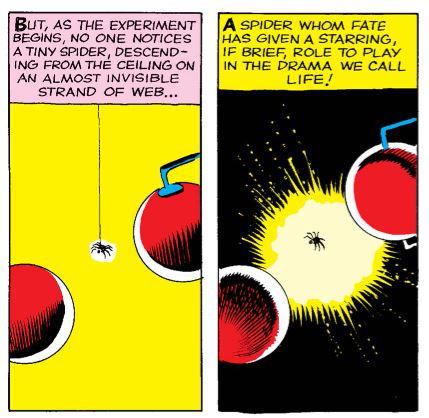 BUT, AS THE EXPERIMENT
BEGINS, NO ONE NOTICES
A TINY SPIDER, DESCEND-
ING FROM THE CEILING ON
AN ALMOST INVISIBLE
STRAND OF WEB...
A SPIDER WHOM FATE
HAS GIVEN A STARRING,
IF BRIEF, ROLE TO PLAY
IN THE DRAMA WE CALL
LIFE!